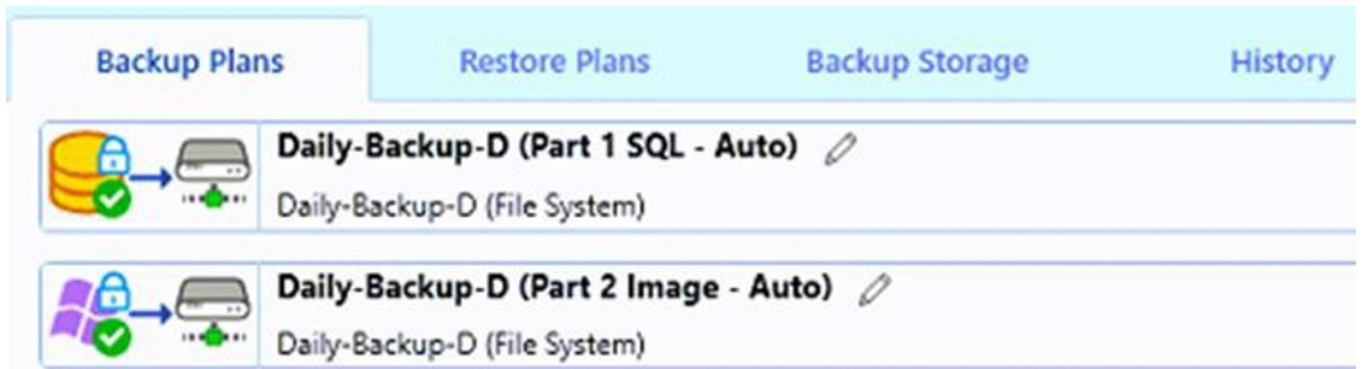 Backup Plans Restore Plans Backup Storage History
Daily-Backup-D (Part 1 SQL - Auto)
Daily-Backup-D (File System)
Daily-Backup-D (Part 2 Image - Auto)
Daily-Backup-D (File System)